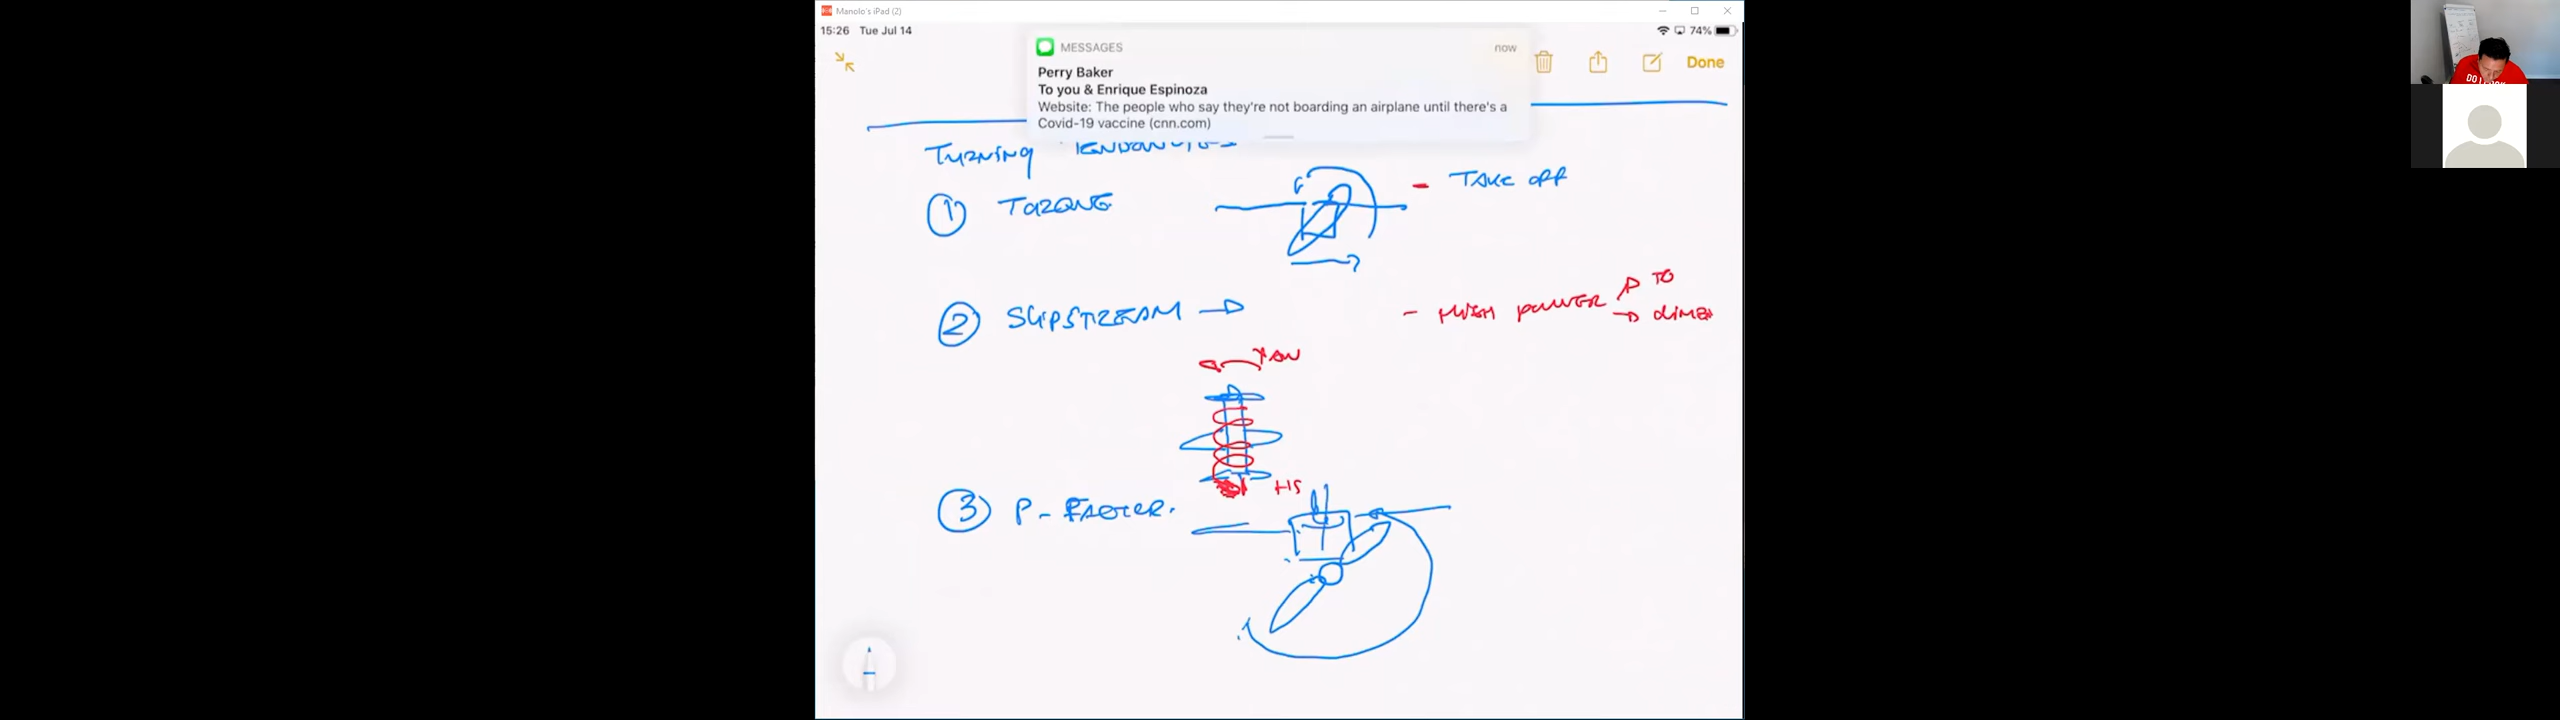 Manolo's iPad (2)
15:26 Tue Jul 14
74%
MESSAGES
now
Done
Perry Baker
To you & Enrique Espinoza
Website: The people who say they're not boarding an airplane until there's a
Covid-19 vaccine (cnn.com)
TURNING
① TORQUE
- TAKE OFF
② SLIPSTREAM →
- HIGH POWER → TO
→ CLIMB
YAW
HS
③ P-FACTOR.
DO I